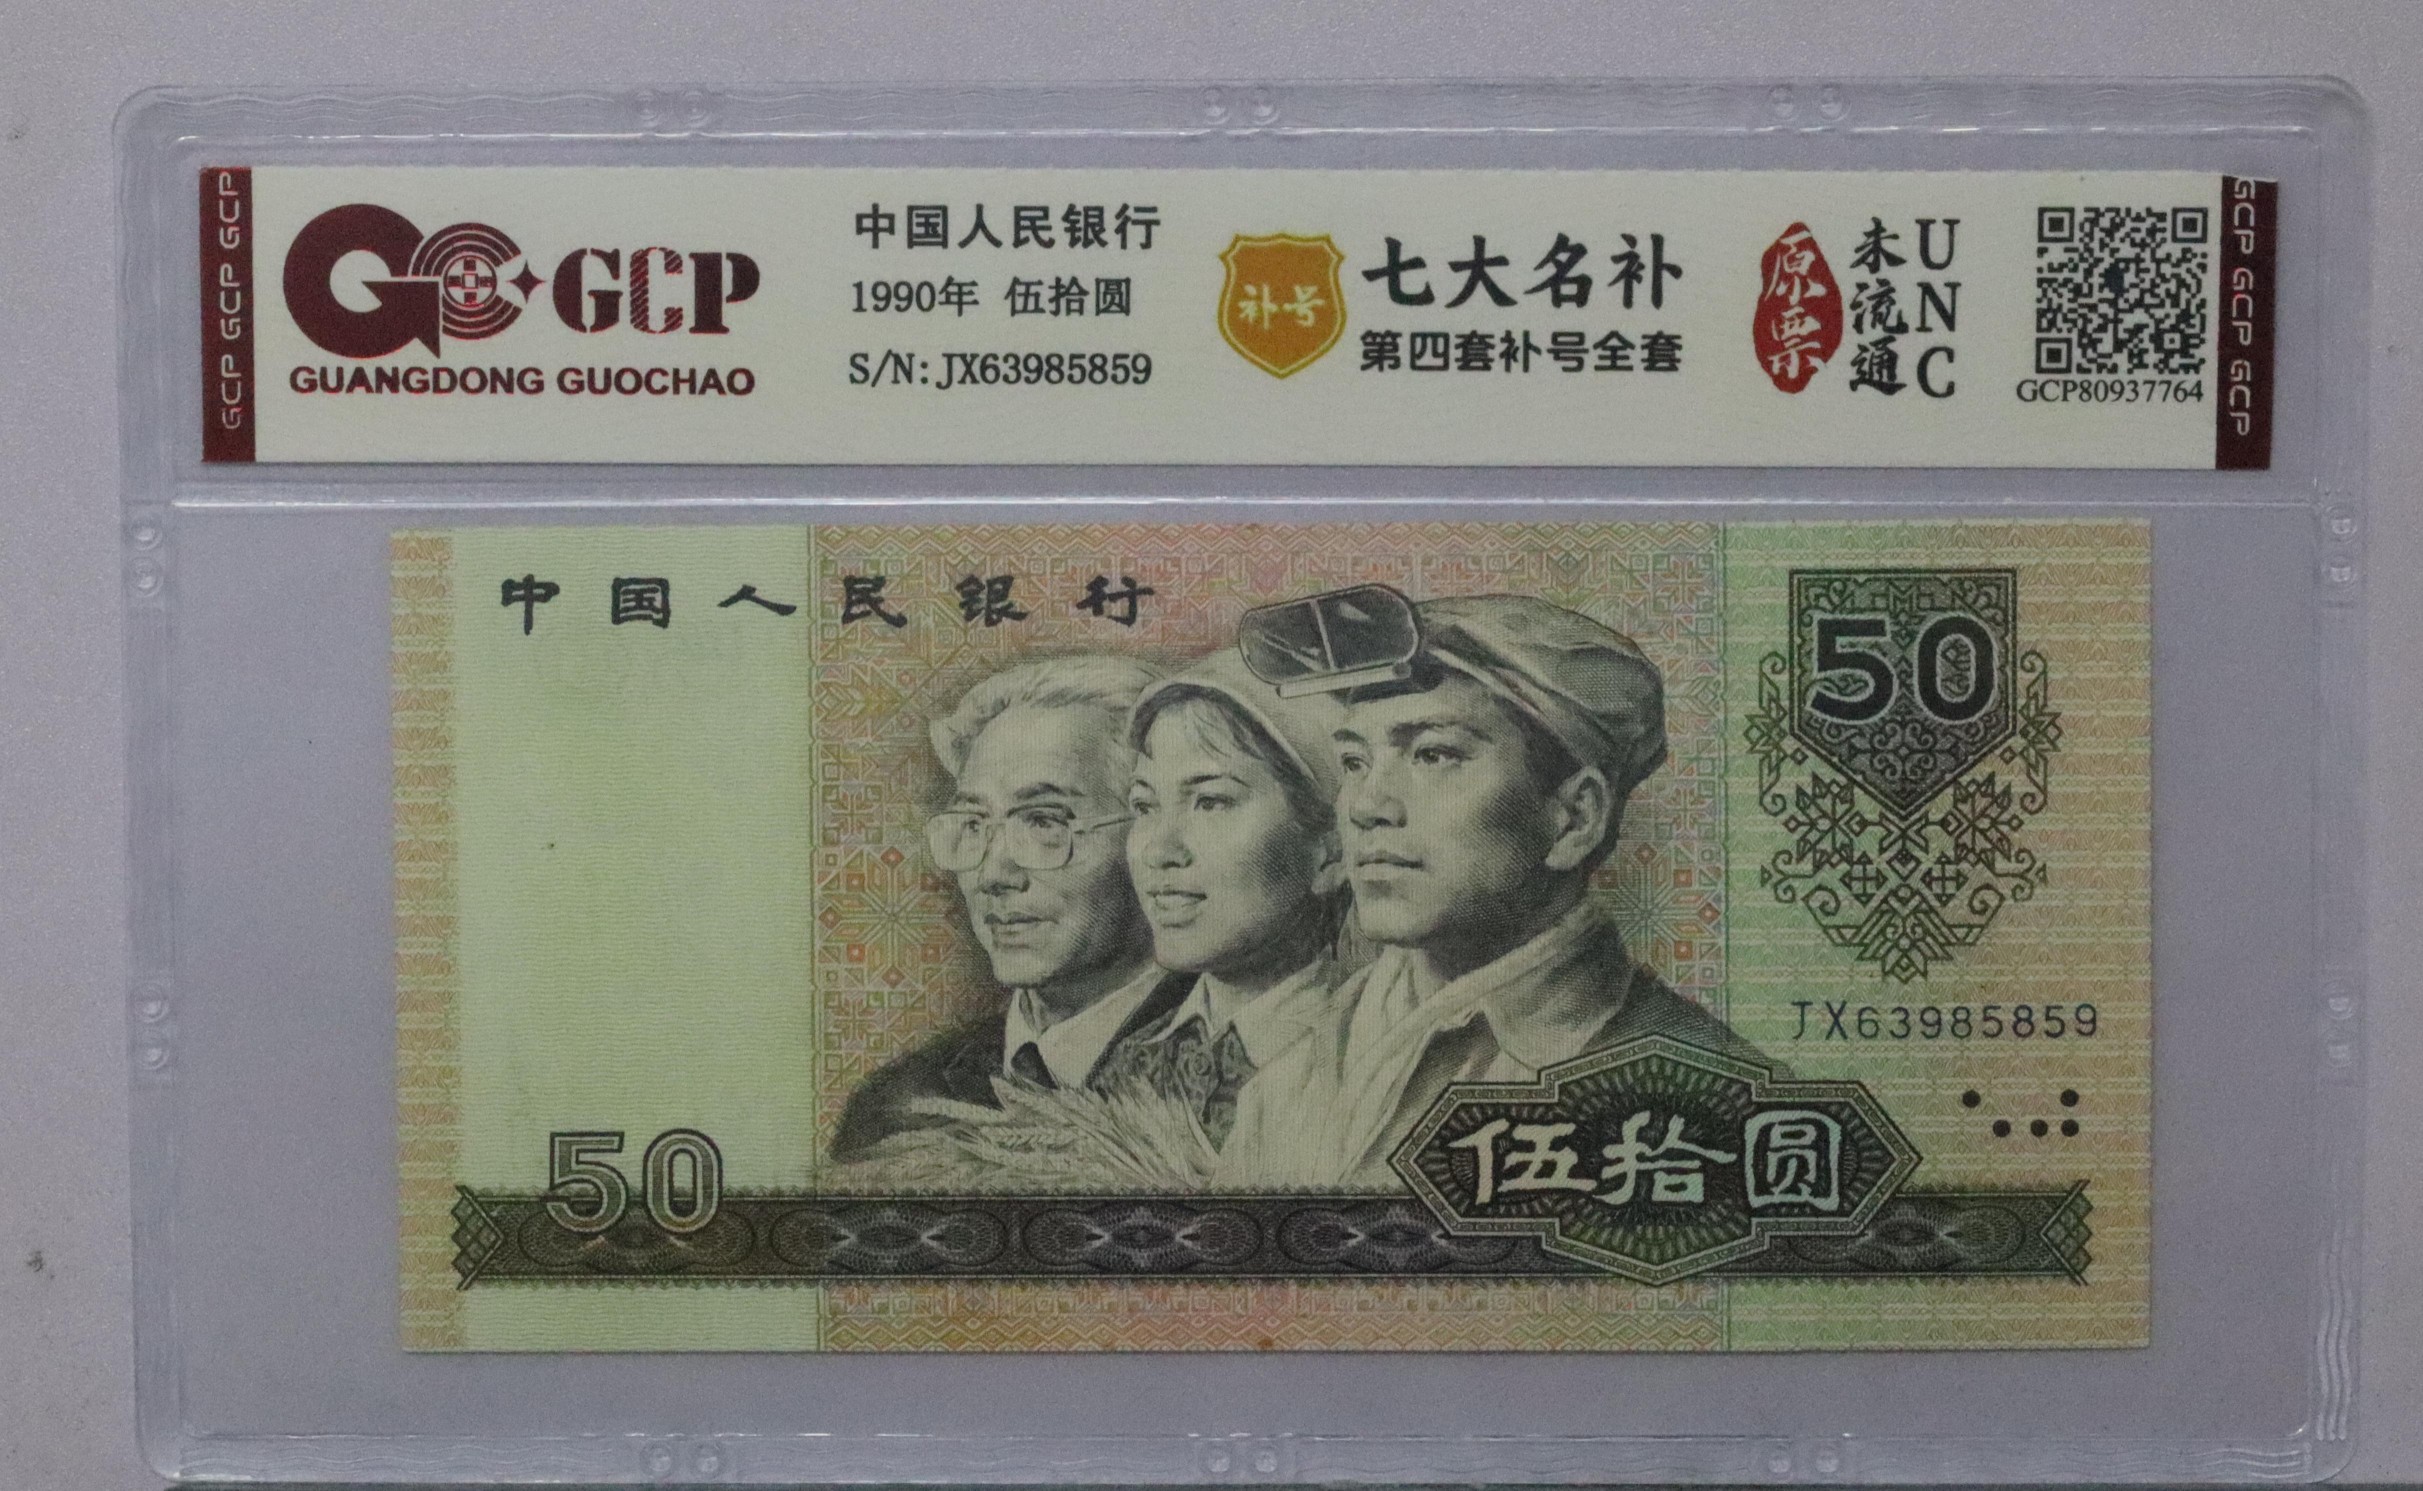 GCP GCP GCP
GCP
GUANGDONG GUOCHAO
中国人民银行
1990年 伍拾圆
S/N: JX63985859
补号
七大名补
第四套补号全套
原票
未流通
UNC
GCP80937764
GCP GCP GCP
中国人民银行
50
JX63985859
50
伍拾圆